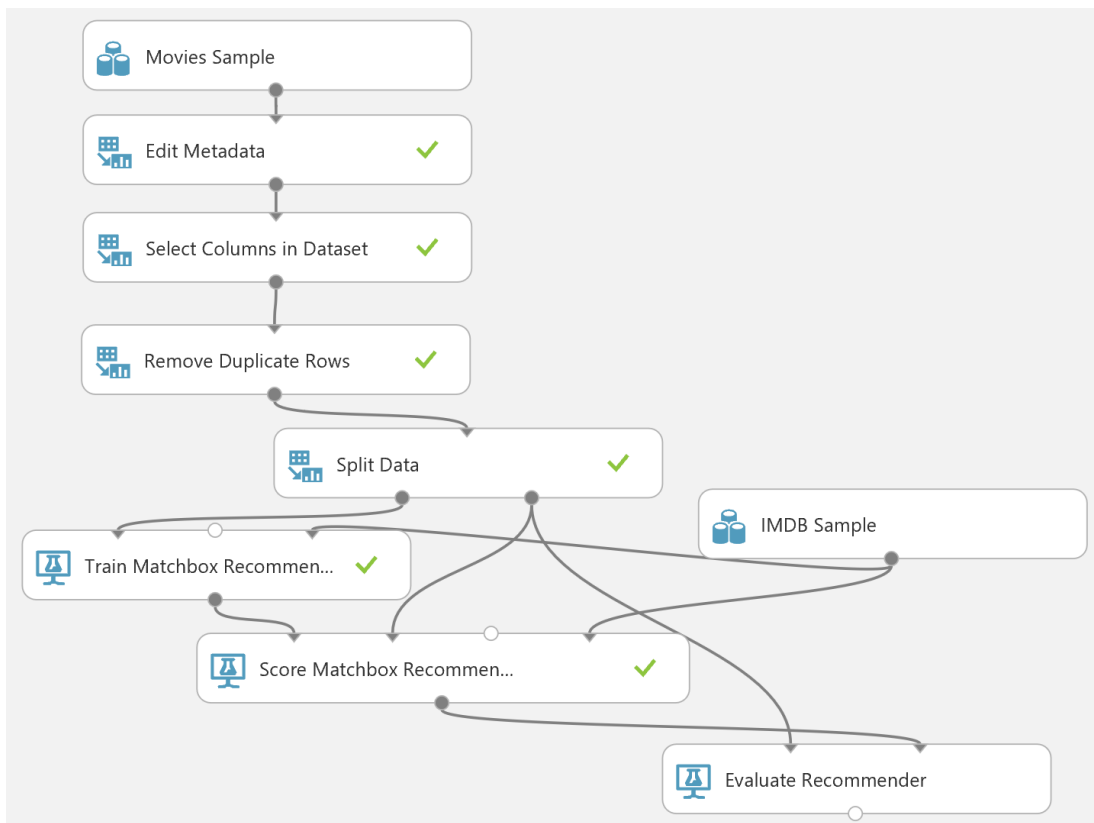 Movies Sample
Edit Metadata
Select Columns in Dataset
Remove Duplicate Rows
Split Data
IMDB Sample
Train Matchbox Recommen...
Score Matchbox Recommen...
Evaluate Recommender